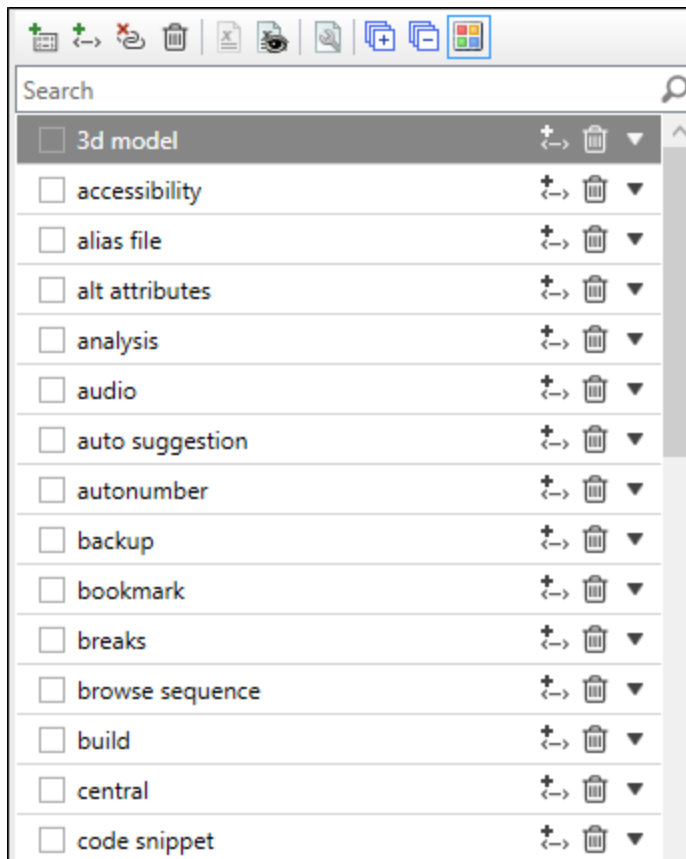 Search
3d model
accessibility
alias file
alt attributes
analysis
audio
auto suggestion
autonumber
backup
bookmark
breaks
browse sequence
build
central
code snippet